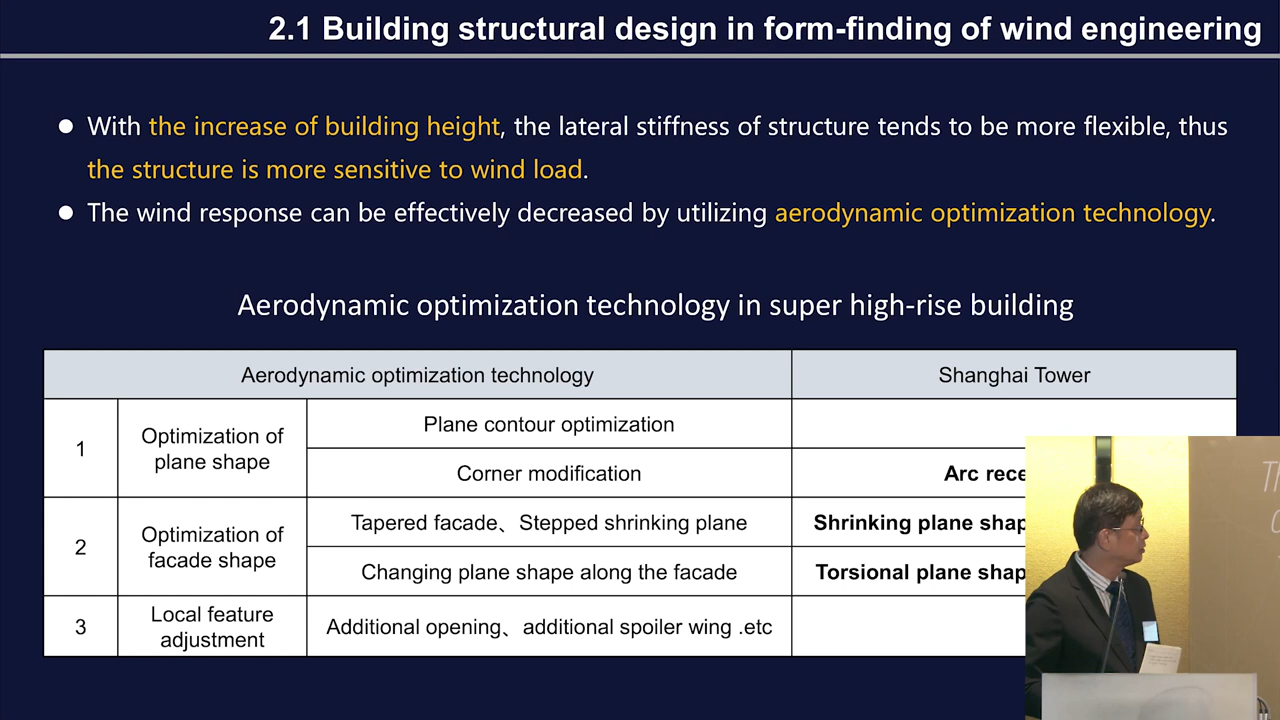 2.1 Building structural design in form-finding of wind engineering
● With the increase of building height, the lateral stiffness of structure tends to be more flexible, thus
the structure is more sensitive to wind load.
● The wind response can be effectively decreased by utilizing aerodynamic optimization technology.
Aerodynamic optimization technology in super high-rise building
Aerodynamic optimization technology
Shanghai Tower
1
Optimization of
plane shape
Plane contour optimization
Corner modification
Arc
2
Optimization of
facade shape
Tapered facade、Stepped shrinking plane
Shrinking plane
Changing plane shape along the facade
Torsional plane
3
Local feature
adjustment
Additional opening、additional spoiler wing .etc